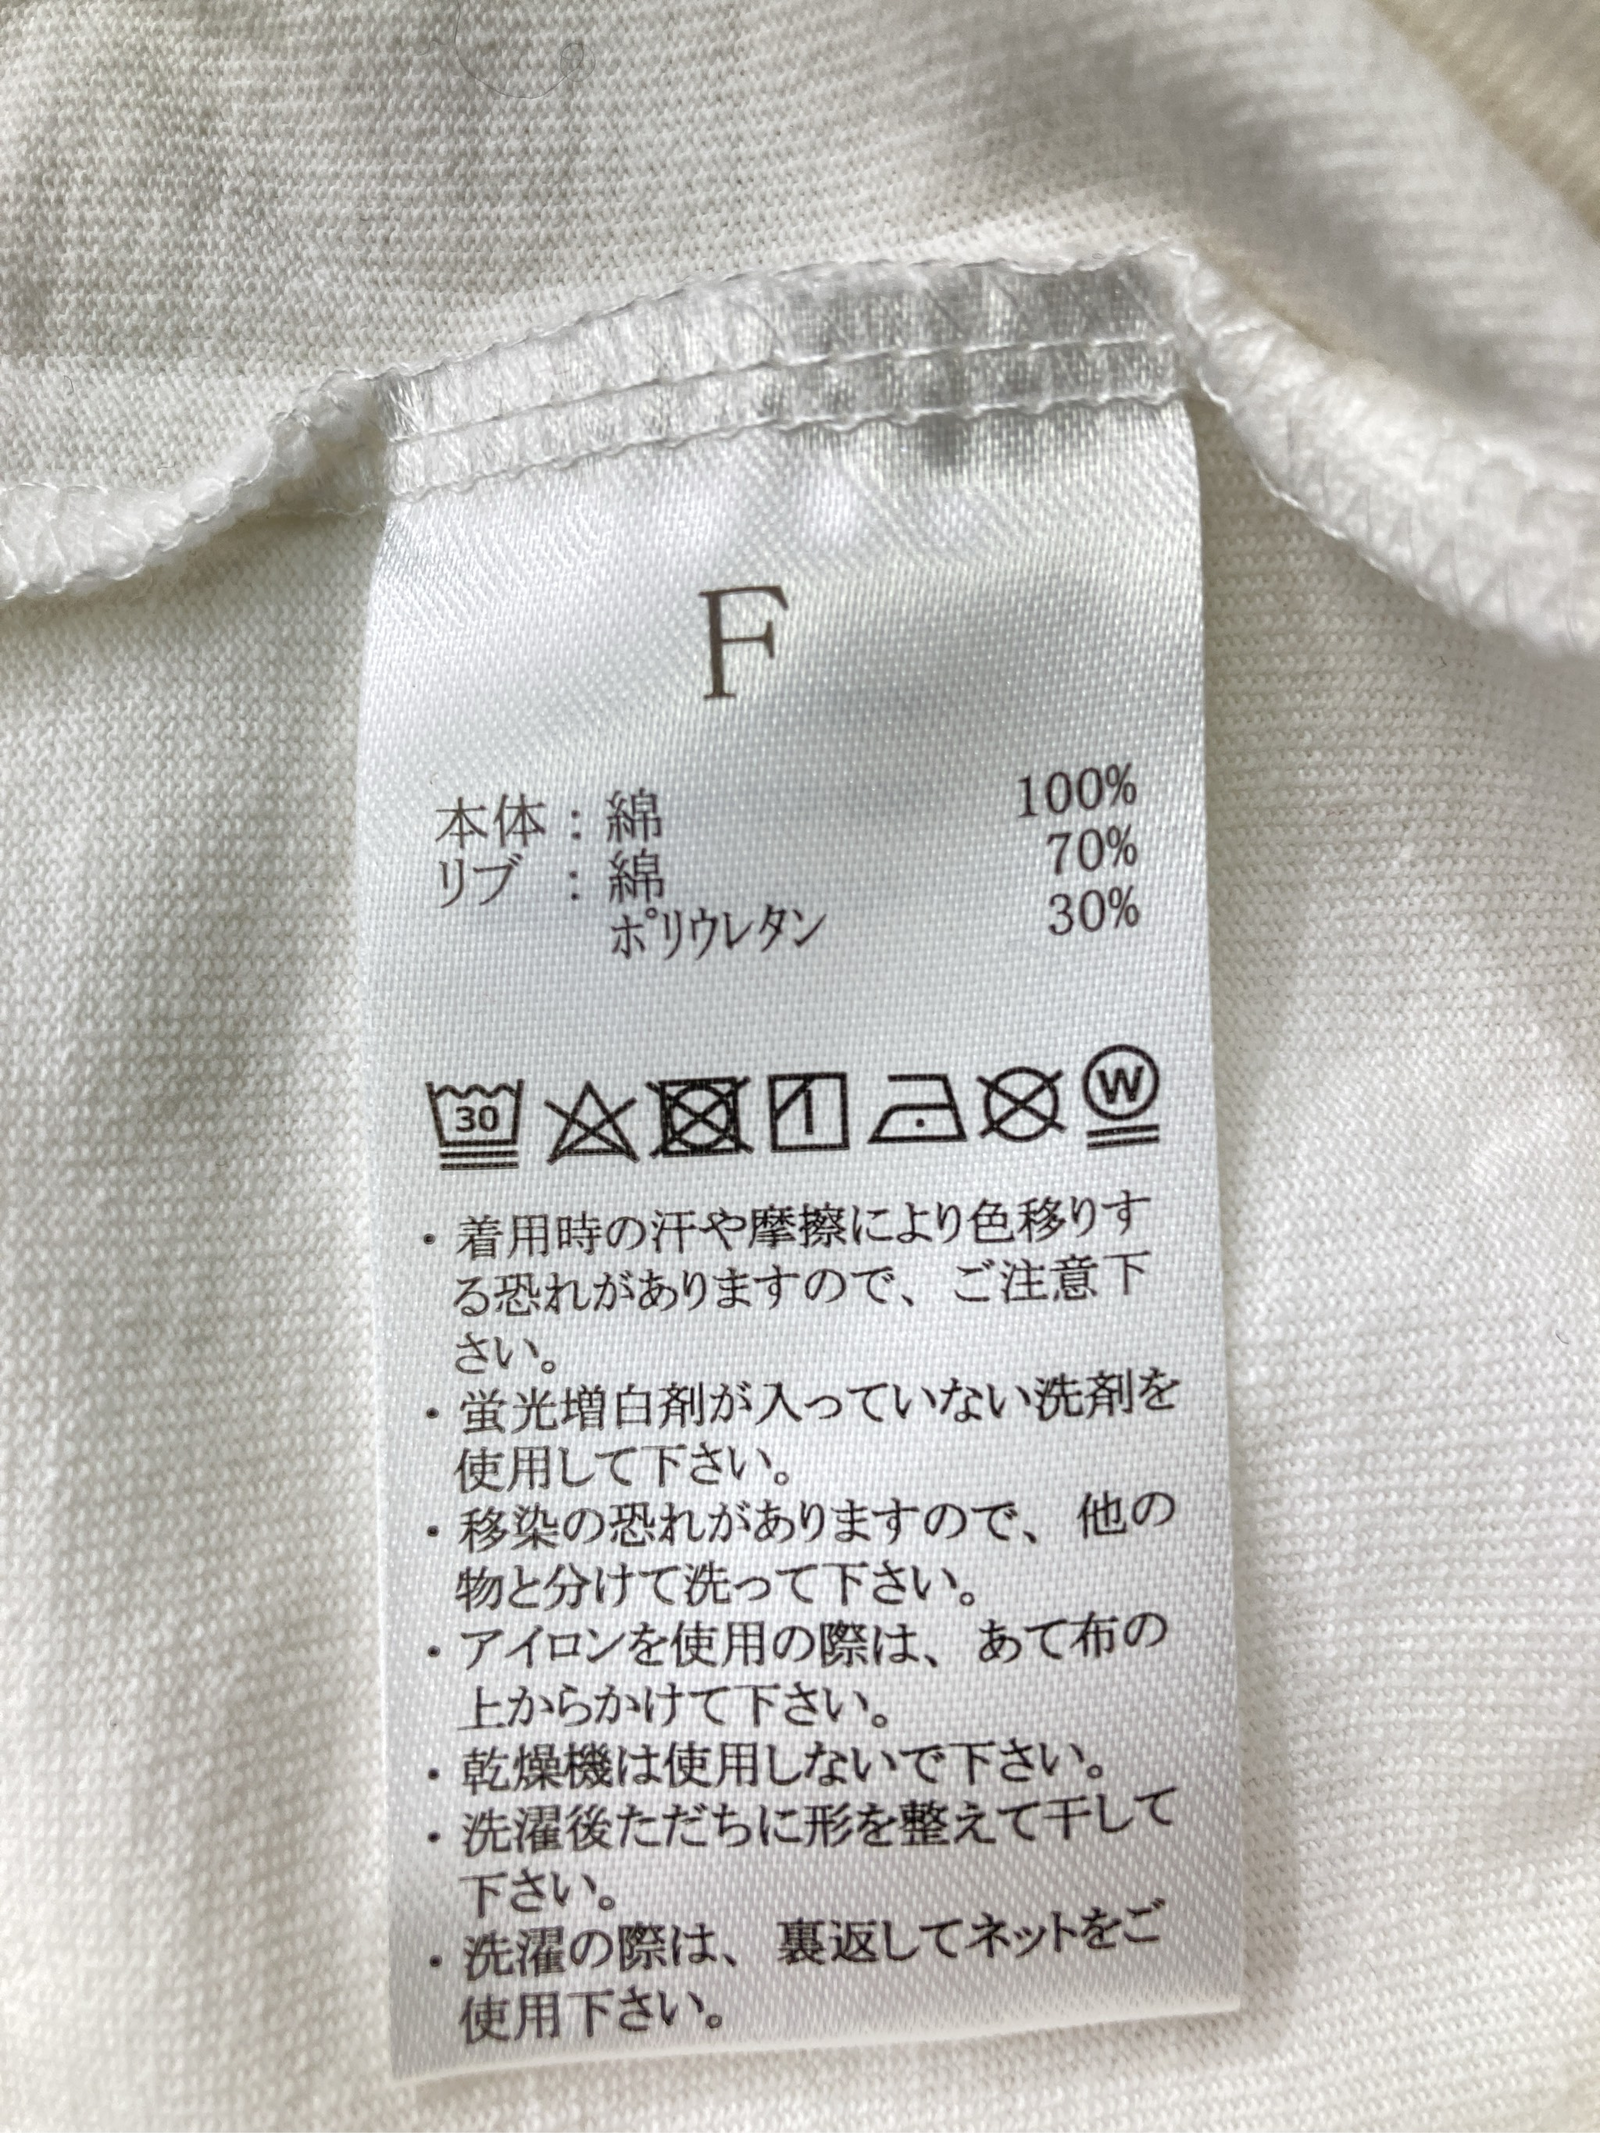 F
本体：綿 100%
リブ ：綿 70%
ポリウレタン 30%
30 W
・着用時の汗や摩擦により色移りす
る恐れがありますので、ご注意下
さい。
・蛍光増白剤が入っていない洗剤を
使用して下さい。
・移染の恐れがありますので、他の
物と分けて洗って下さい。
・アイロンを使用の際は、あて布の
上からかけて下さい。
・乾燥機は使用しないで下さい。
・洗濯後ただちに形を整えて干して
下さい。
・洗濯の際は、裏返してネットをご
使用下さい。